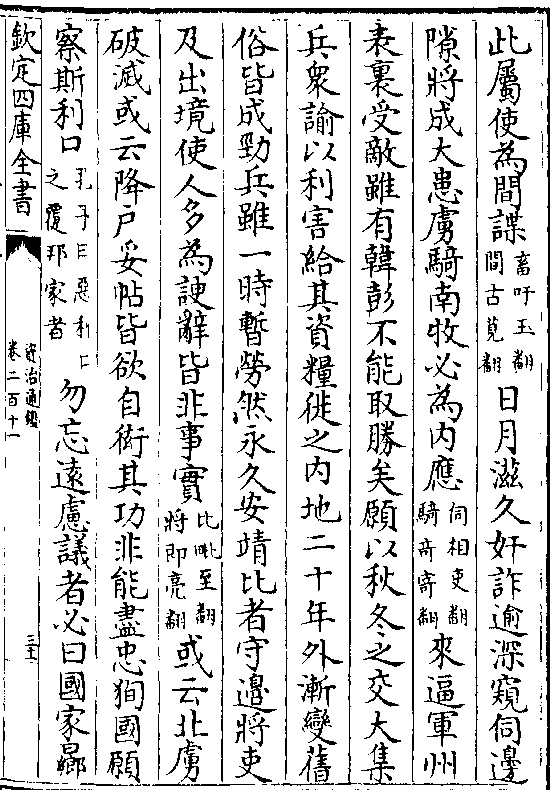 此屬使為間諜畜吁玉翻間古莧翻日月滋久奸詐逾深窺伺邊
隙將成大患虜騎南牧必為内應伺相吏翻騎奇寄翻來逼軍州
表裏受敵雖有韓彭不能取勝矣願以秋冬之交大集
兵衆諭以利害給其資糧徙之内地二十年外漸變舊
俗皆成勁兵雖一時暫勞然永久安靖比者守邊將吏
及出境使人多為諛辭皆非事實比毗至翻將即亮翻或云北虜
破滅或云降户妥帖皆欲自衒其功非能盡忠徇國願
察斯利口孔子曰惡利口之覆邦家者勿忘遠慮議者必曰國家曏
欽定四庫全書
資治通鑑
卷二百十一